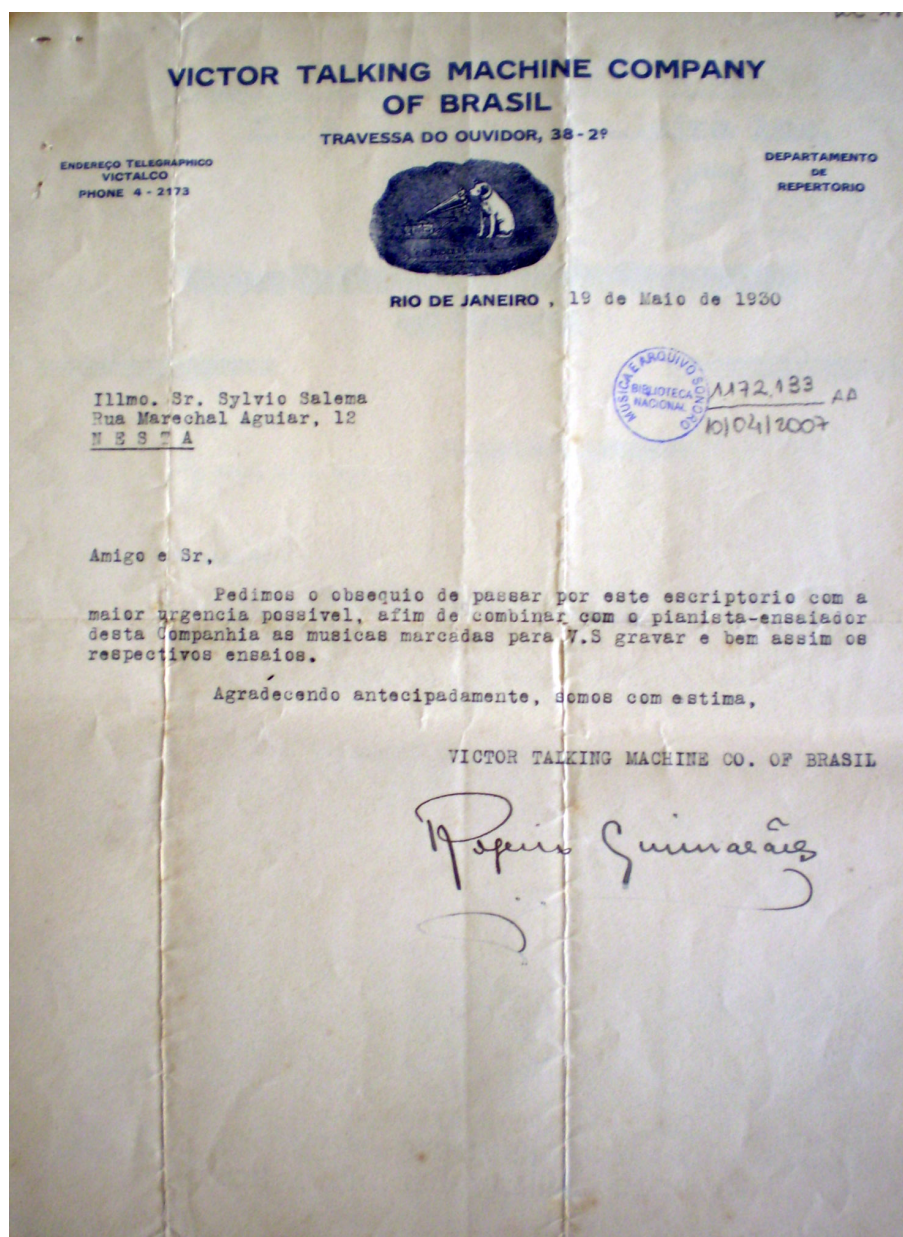 VICTOR TALKING MACHINE COMPANY
OF BRASIL
TRAVESSA DO OUVIDOR, 38-2º
ENDEREÇO TELEGRAPHICO
VICTALCO
PHONE 4-2173
DEPARTAMENTO
DE
REPERTORIO
RIO DE JANEIRO, 19 de Maio de 1930
MUSICA E ARQUIVO SONORO
BIBLIOTECA
NACIONAL
1172,133 AA
10/04/2007
Illmo. Sr. Sylvio Salema
Rua Marechal Aguiar, 12
N E S T A
Amigo e Sr,
Pedimos o obsequio de passar por este escriptorio com a
maior urgencia possivel, afim de combinar com o pianista-ensaiador
desta Companhia as musicas marcadas para V.S gravar e bem assim os
respectivos ensaios.
Agradecendo antecipadamente, somos com estima,
VICTOR TALKING MACHINE CO. OF BRASIL
Rogerio Guimarães